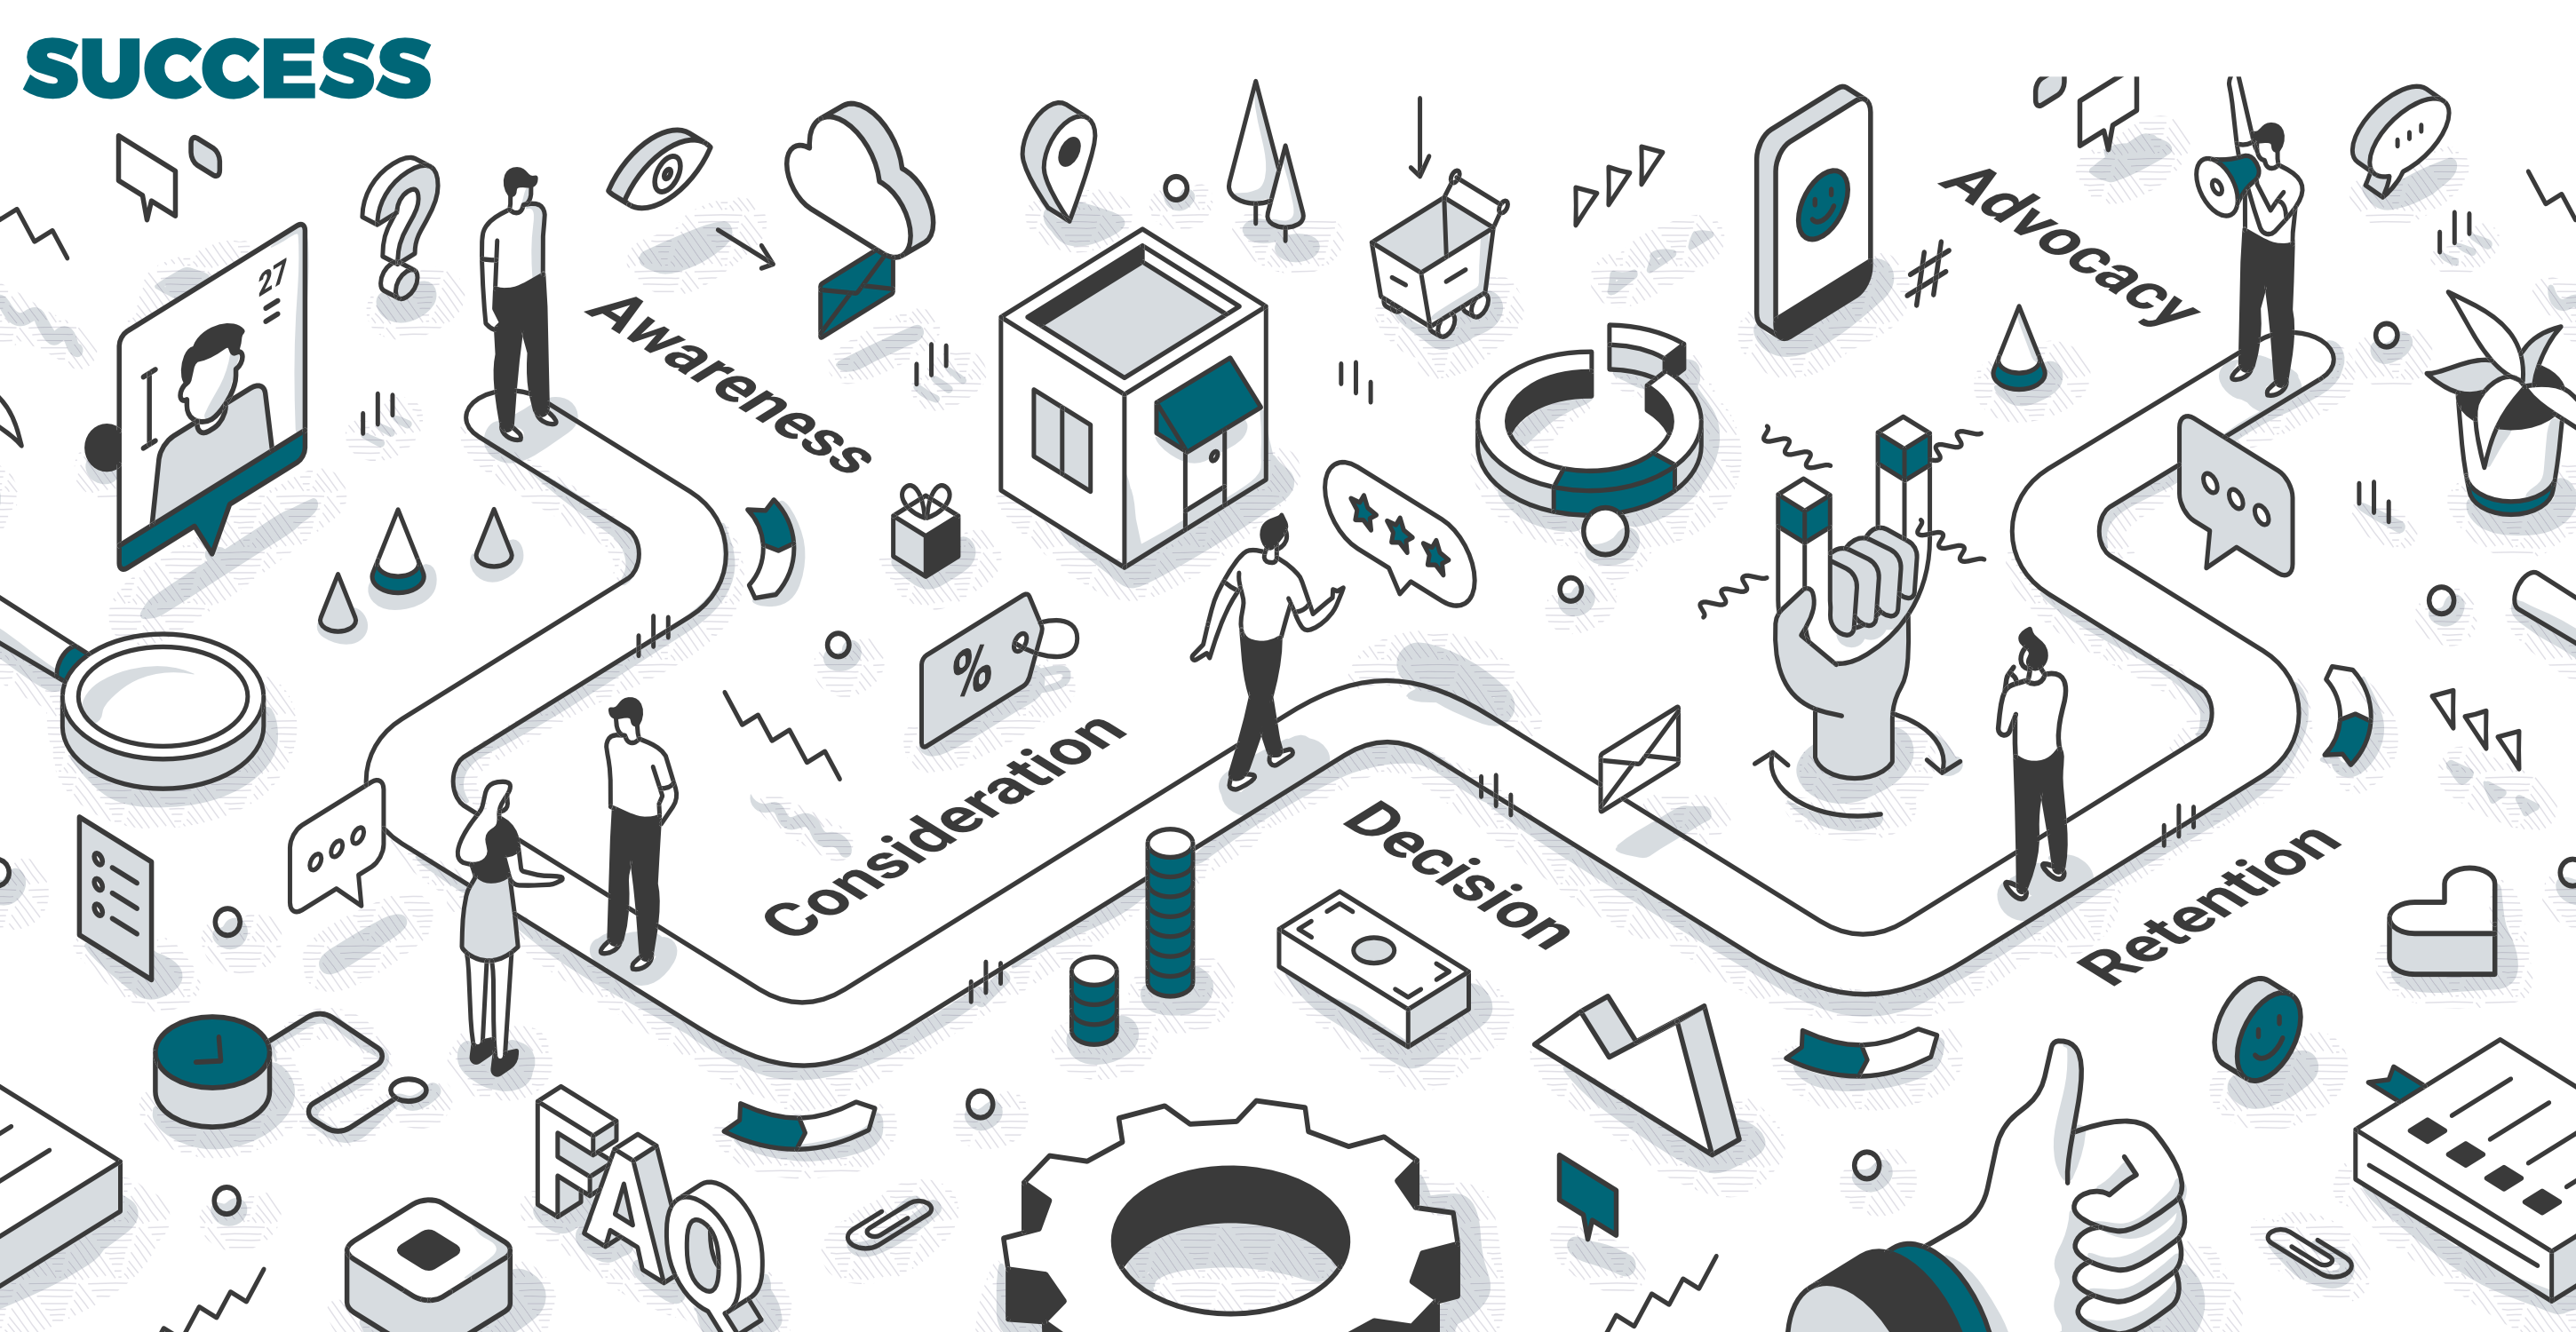 SUCCESS
27
Awareness
Advocacy
%
#
Consideration
Decision
Retention
FAQ